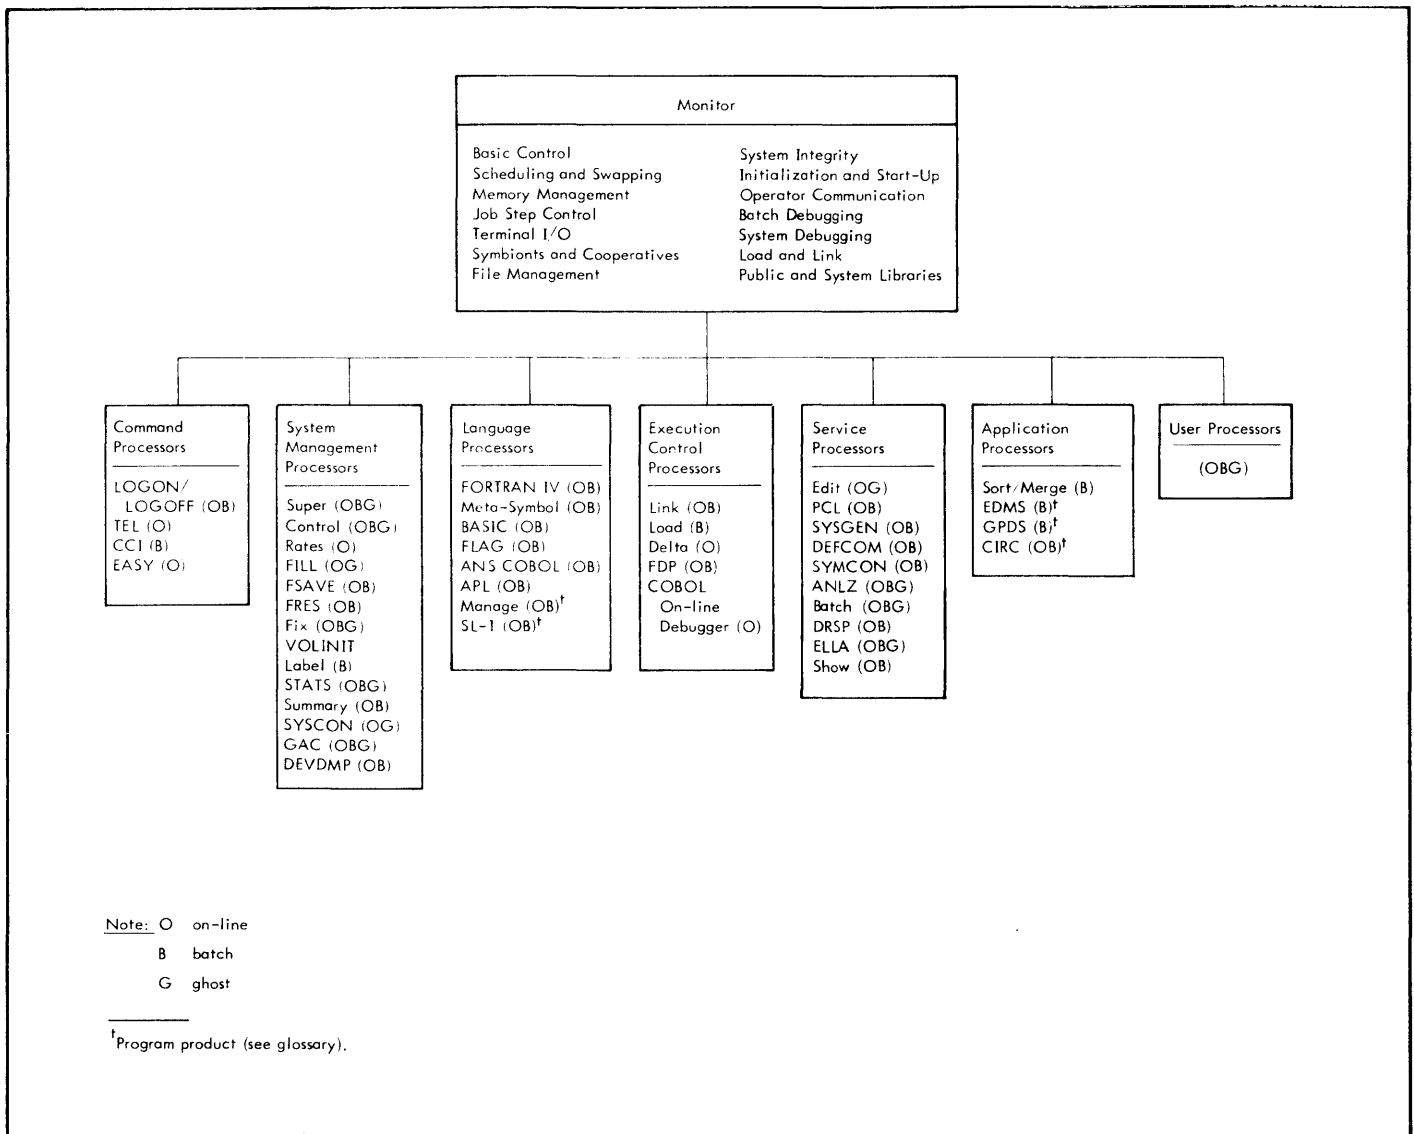 Monitor
Basic Control
Scheduling and Swapping
Memory Management
Job Step Control
Terminal I/O
Symbionts and Cooperatives
File Management
System Integrity
Initialization and Start-Up
Operator Communication
Batch Debugging
System Debugging
Load and Link
Public and System Libraries
Command
Processors
LOGON/
LOGOFF (OB)
TEL (O)
CCI (B)
EASY (O)
System
Management
Processors
Super (OBG)
Control (OBG)
Rates (O)
FILL (OG)
FSAVE (OB)
FRES (OB)
Fix (OBG)
VOLINIT
Label (B)
STATS (OBG)
Summary (OB)
SYSCON (OG)
GAC (OBG)
DEVDMP (OB)
Language
Processors
FORTRAN IV (OB)
Meta-Symbol (OB)
BASIC (OB)
FLAG (OB)
ANS COBOL (OB)
APL (OB)
Manage (OB)†
SL-1 (OB)†
Execution
Control
Processors
Link (OB)
Load (B)
Delta (O)
FDP (OB)
COBOL
On-line
Debugger (O)
Service
Processors
Edit (OG)
PCL (OB)
SYSGEN (OB)
DEFCOM (OB)
SYMCON (OB)
ANLZ (OBG)
Batch (OBG)
DRSP (OB)
ELLA (OBG)
Show (OB)
Application
Processors
Sort/Merge (B)
EDMS (B)†
GPDS (B)†
CIRC (OB)†
User Processors
(OBG)
Note: O on-line
B batch
G ghost
†Program product (see glossary).